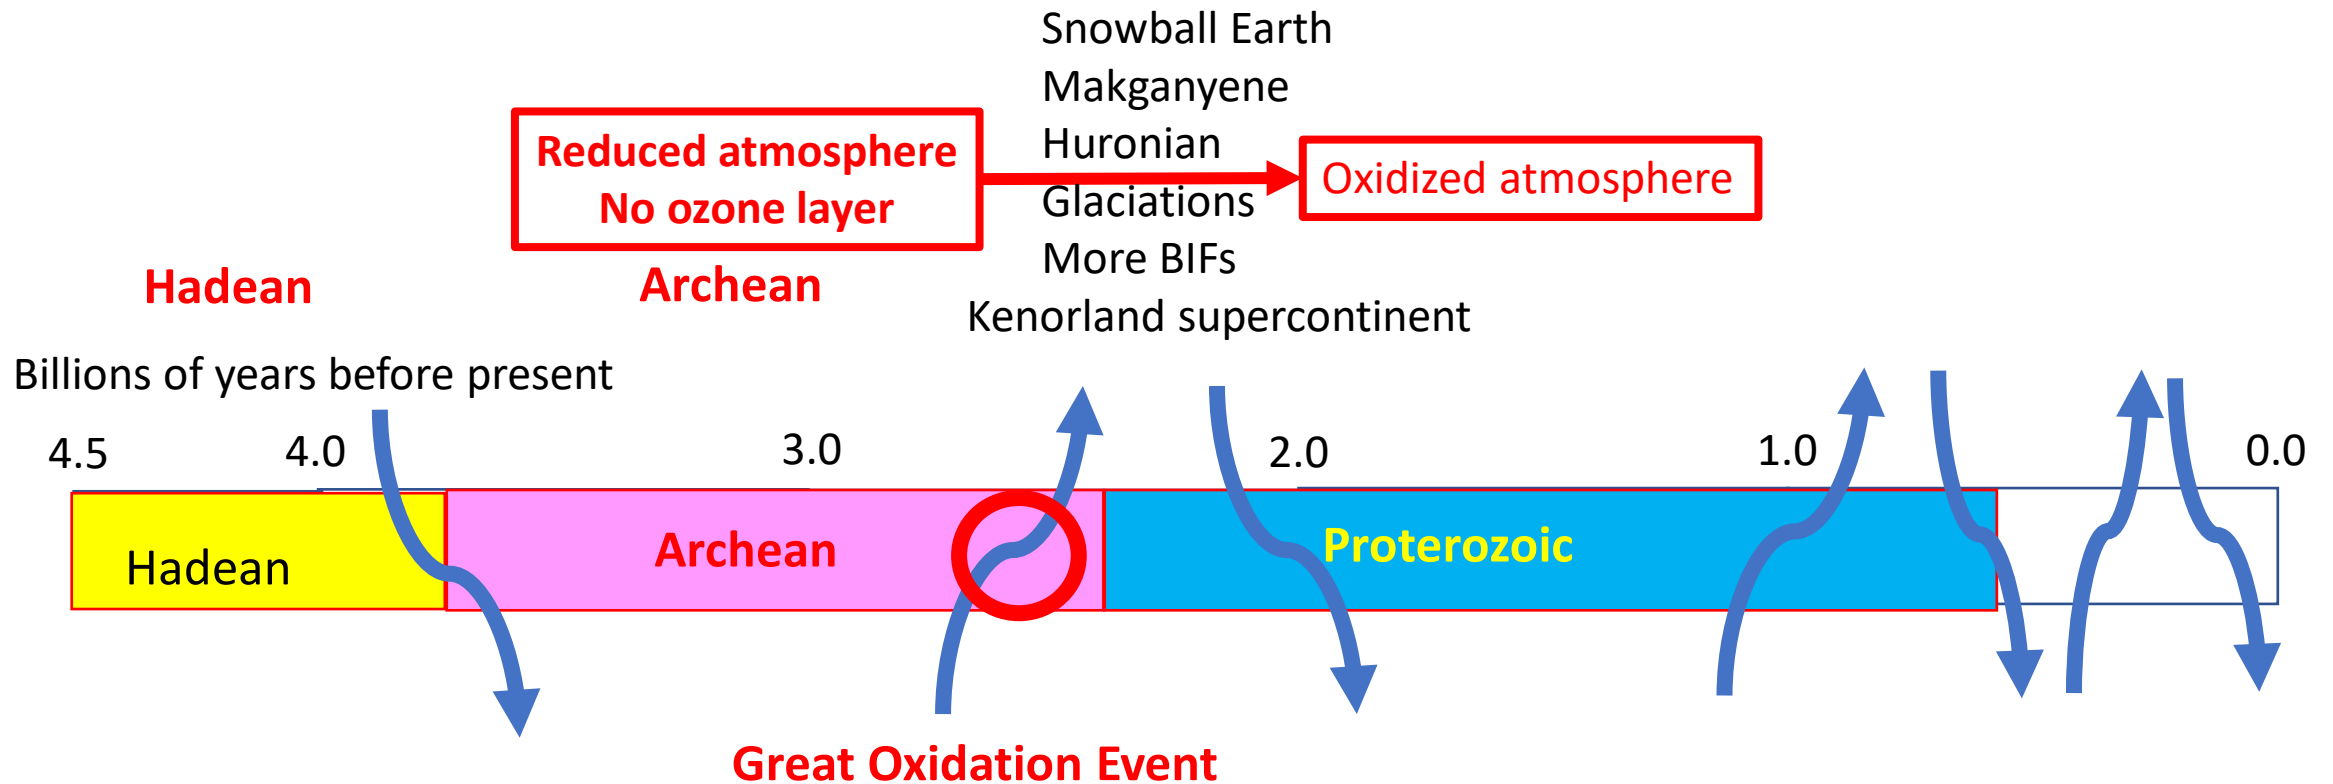 Snowball Earth
Makganyene
Huronian
Glaciations
More BIFs
Kenorland supercontinent
Reduced atmosphere
No ozone layer
Oxidized atmosphere
Hadean
Archean
Billions of years before present
4.5 4.0 3.0 2.0 1.0 0.0
Hadean
Archean
Proterozoic
Great Oxidation Event